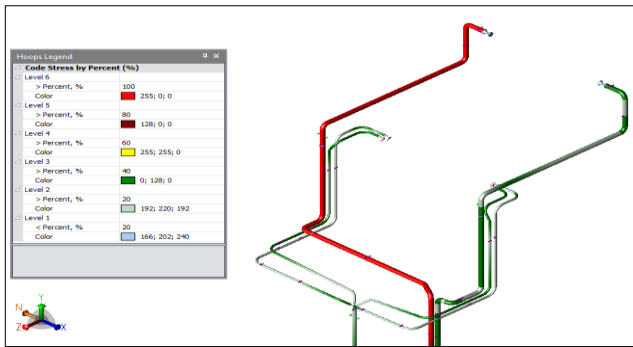 Hoops Legend
Code Stress by Percent (%)
Level 6
> Percent, % 100
Color 255; 0; 0
Level 5
> Percent, % 80
Color 128; 0; 0
Level 4
> Percent, % 60
Color 255; 255; 0
Level 3
> Percent, % 40
Color 0; 128; 0
Level 2
> Percent, % 20
Color 192; 220; 192
Level 1
< Percent, % 20
Color 166; 202; 240
Y
N
Z X